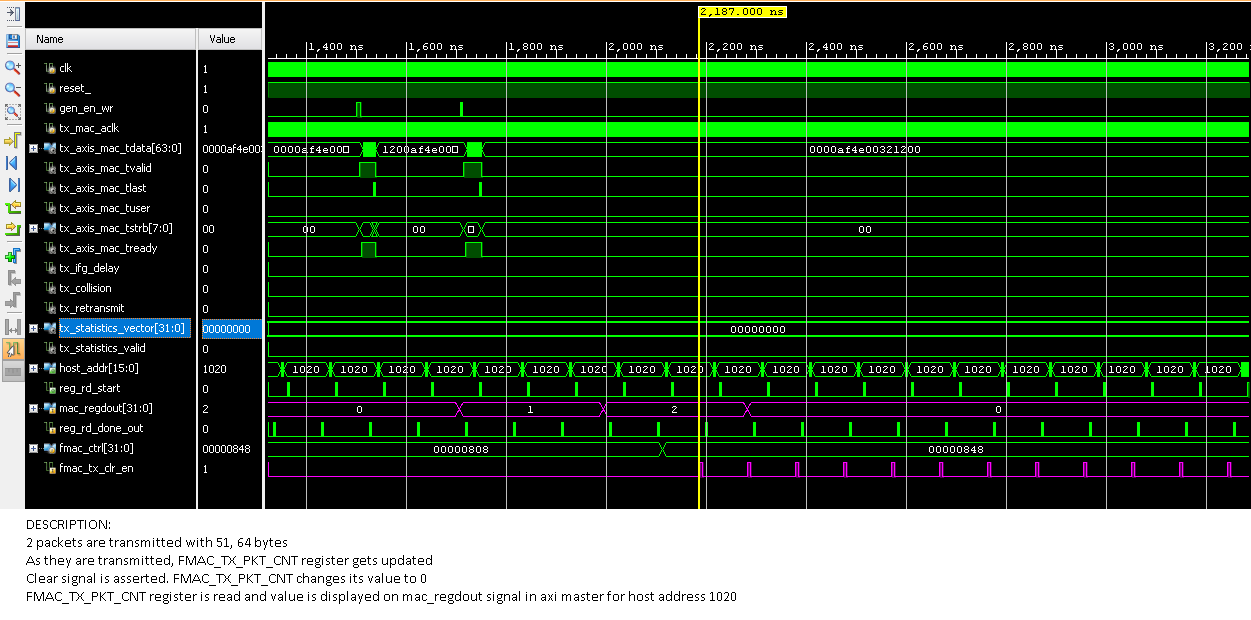 2,187.000 ns
Name Value
1,400 ns 1,600 ns 1,800 ns 2,000 ns 2,200 ns 2,400 ns 2,600 ns 2,800 ns 3,000 ns 3,200
clk 1
reset_ 1
gen_en_wr 0
tx_mac_aclk 1
tx_axis_mac_tdata[63:0] 0000af4e003 0000af4e00 1200af4e00 0000af4e00321200
tx_axis_mac_tvalid 0
tx_axis_mac_tlast 0
tx_axis_mac_tuser 0
tx_axis_mac_tstrb[7:0] 00 00 00 00
tx_axis_mac_tready 0
tx_ifg_delay 0
tx_collision 0
tx_retransmit 0
tx_statistics_vector[31:0] 00000000 00000000
tx_statistics_valid 0
host_addr[15:0] 1020 1020 1020 1020 1020 1020 1020 1020 1020 1020 1020 1020 1020 1020 1020 1020 1020 1020 1020 1020 1020
reg_rd_start 0
mac_regdout[31:0] 2 0 1 2 0
reg_rd_done_out 0
fmac_ctrl[31:0] 00000848 00000808 00000848
fmac_tx_clr_en 1
DESCRIPTION:
2 packets are transmitted with 51, 64 bytes
As they are transmitted, FMAC_TX_PKT_CNT register gets updated
Clear signal is asserted. FMAC_TX_PKT_CNT changes its value to 0
FMAC_TX_PKT_CNT register is read and value is displayed on mac_regdout signal in axi master for host address 1020